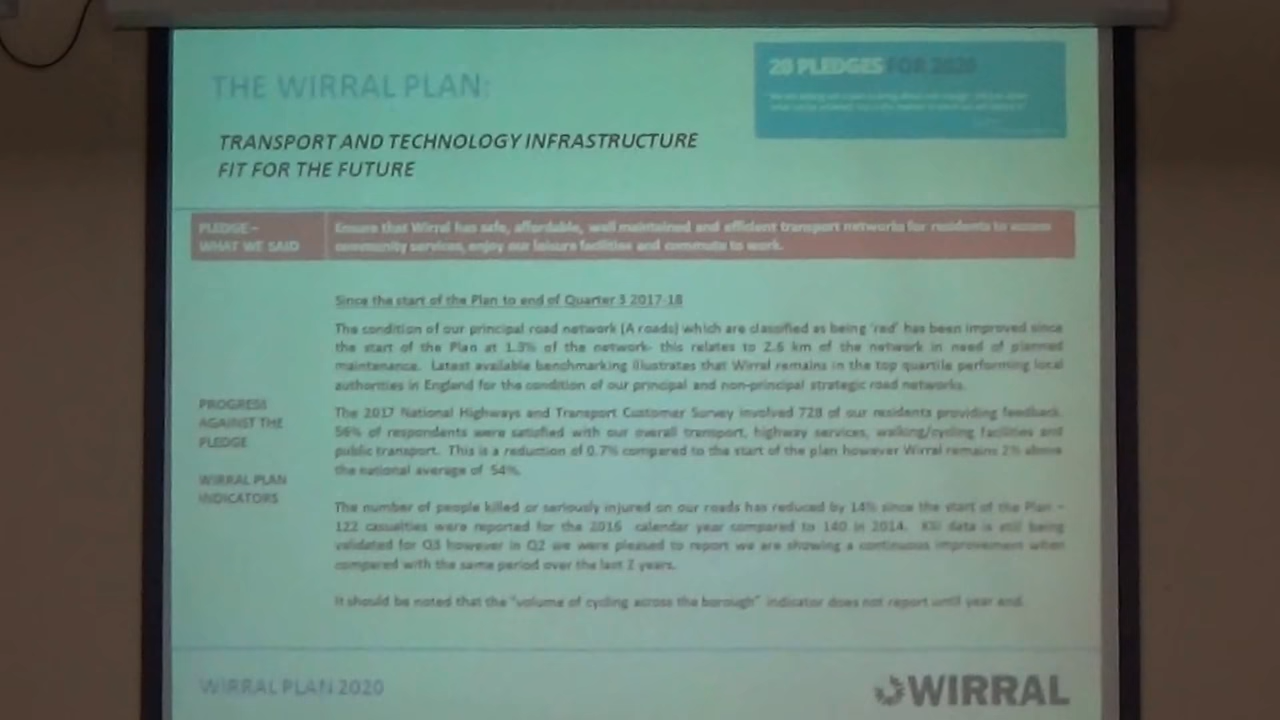 THE WIRRAL PLAN:
20 PLEDGES FOR 2020
TRANSPORT AND TECHNOLOGY INFRASTRUCTURE
FIT FOR THE FUTURE
PLEDGE –
WHAT WE SAID
Ensure that Wirral has safe, affordable, well maintained and efficient transport networks for residents to access
community services, enjoy our leisure facilities and commute to work.
Since the start of the Plan to end of Quarter 3 2017-18
The condition of our principal road network (A roads) which are classified as being 'red' has been improved since
the start of the Plan at 1.3% of the network- this relates to 2.6 km of the network in need of planned
maintenance. Latest available benchmarking illustrates that Wirral remains in the top quartile performing local
authorities in England for the condition of our principal and non-principal strategic road networks.
PROGRESS
AGAINST THE
PLEDGE
WIRRAL PLAN
INDICATORS
The 2017 National Highways and Transport Customer Survey involved 728 of our residents providing feedback.
56% of respondents were satisfied with our overall transport, highway services, walking/cycling facilities and
public transport. This is a reduction of 0.7% compared to the start of the plan however Wirral remains 2% above
the national average of 54%.
The number of people killed or seriously injured on our roads has reduced by 14% since the start of the Plan –
122 casualties were reported for the 2016 calendar year compared to 140 in 2014. KSI data is still being
validated for Q3 however in Q2 we were pleased to report we are showing a continuous improvement when
compared with the same period over the last 2 years.
It should be noted that the "volume of cycling across the borough" indicator does not report until year end.
WIRRAL PLAN 2020
WIRRAL